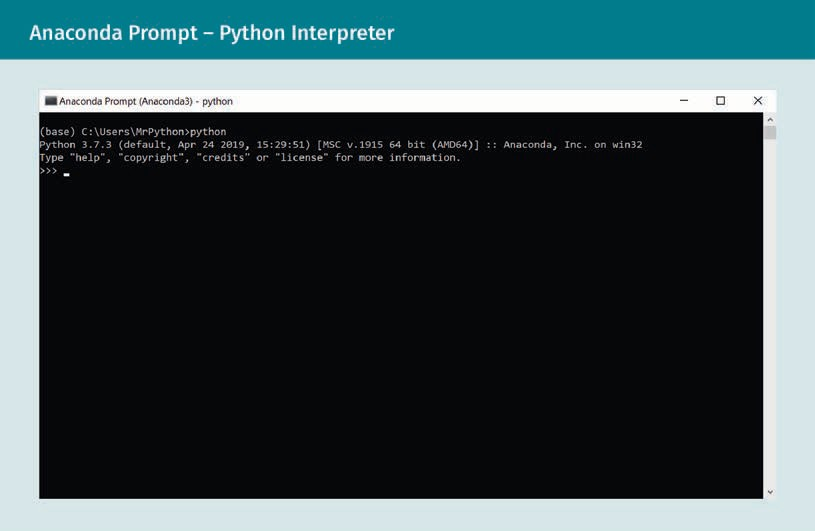 Anaconda Prompt – Python Interpreter
Anaconda Prompt (Anaconda3) - python
(base) C:\Users\MrPython>python
Python 3.7.3 (default, Apr 24 2019, 15:29:51) [MSC v.1915 64 bit (AMD64)] :: Anaconda, Inc. on win32
Type "help", "copyright", "credits" or "license" for more information.
>>> _